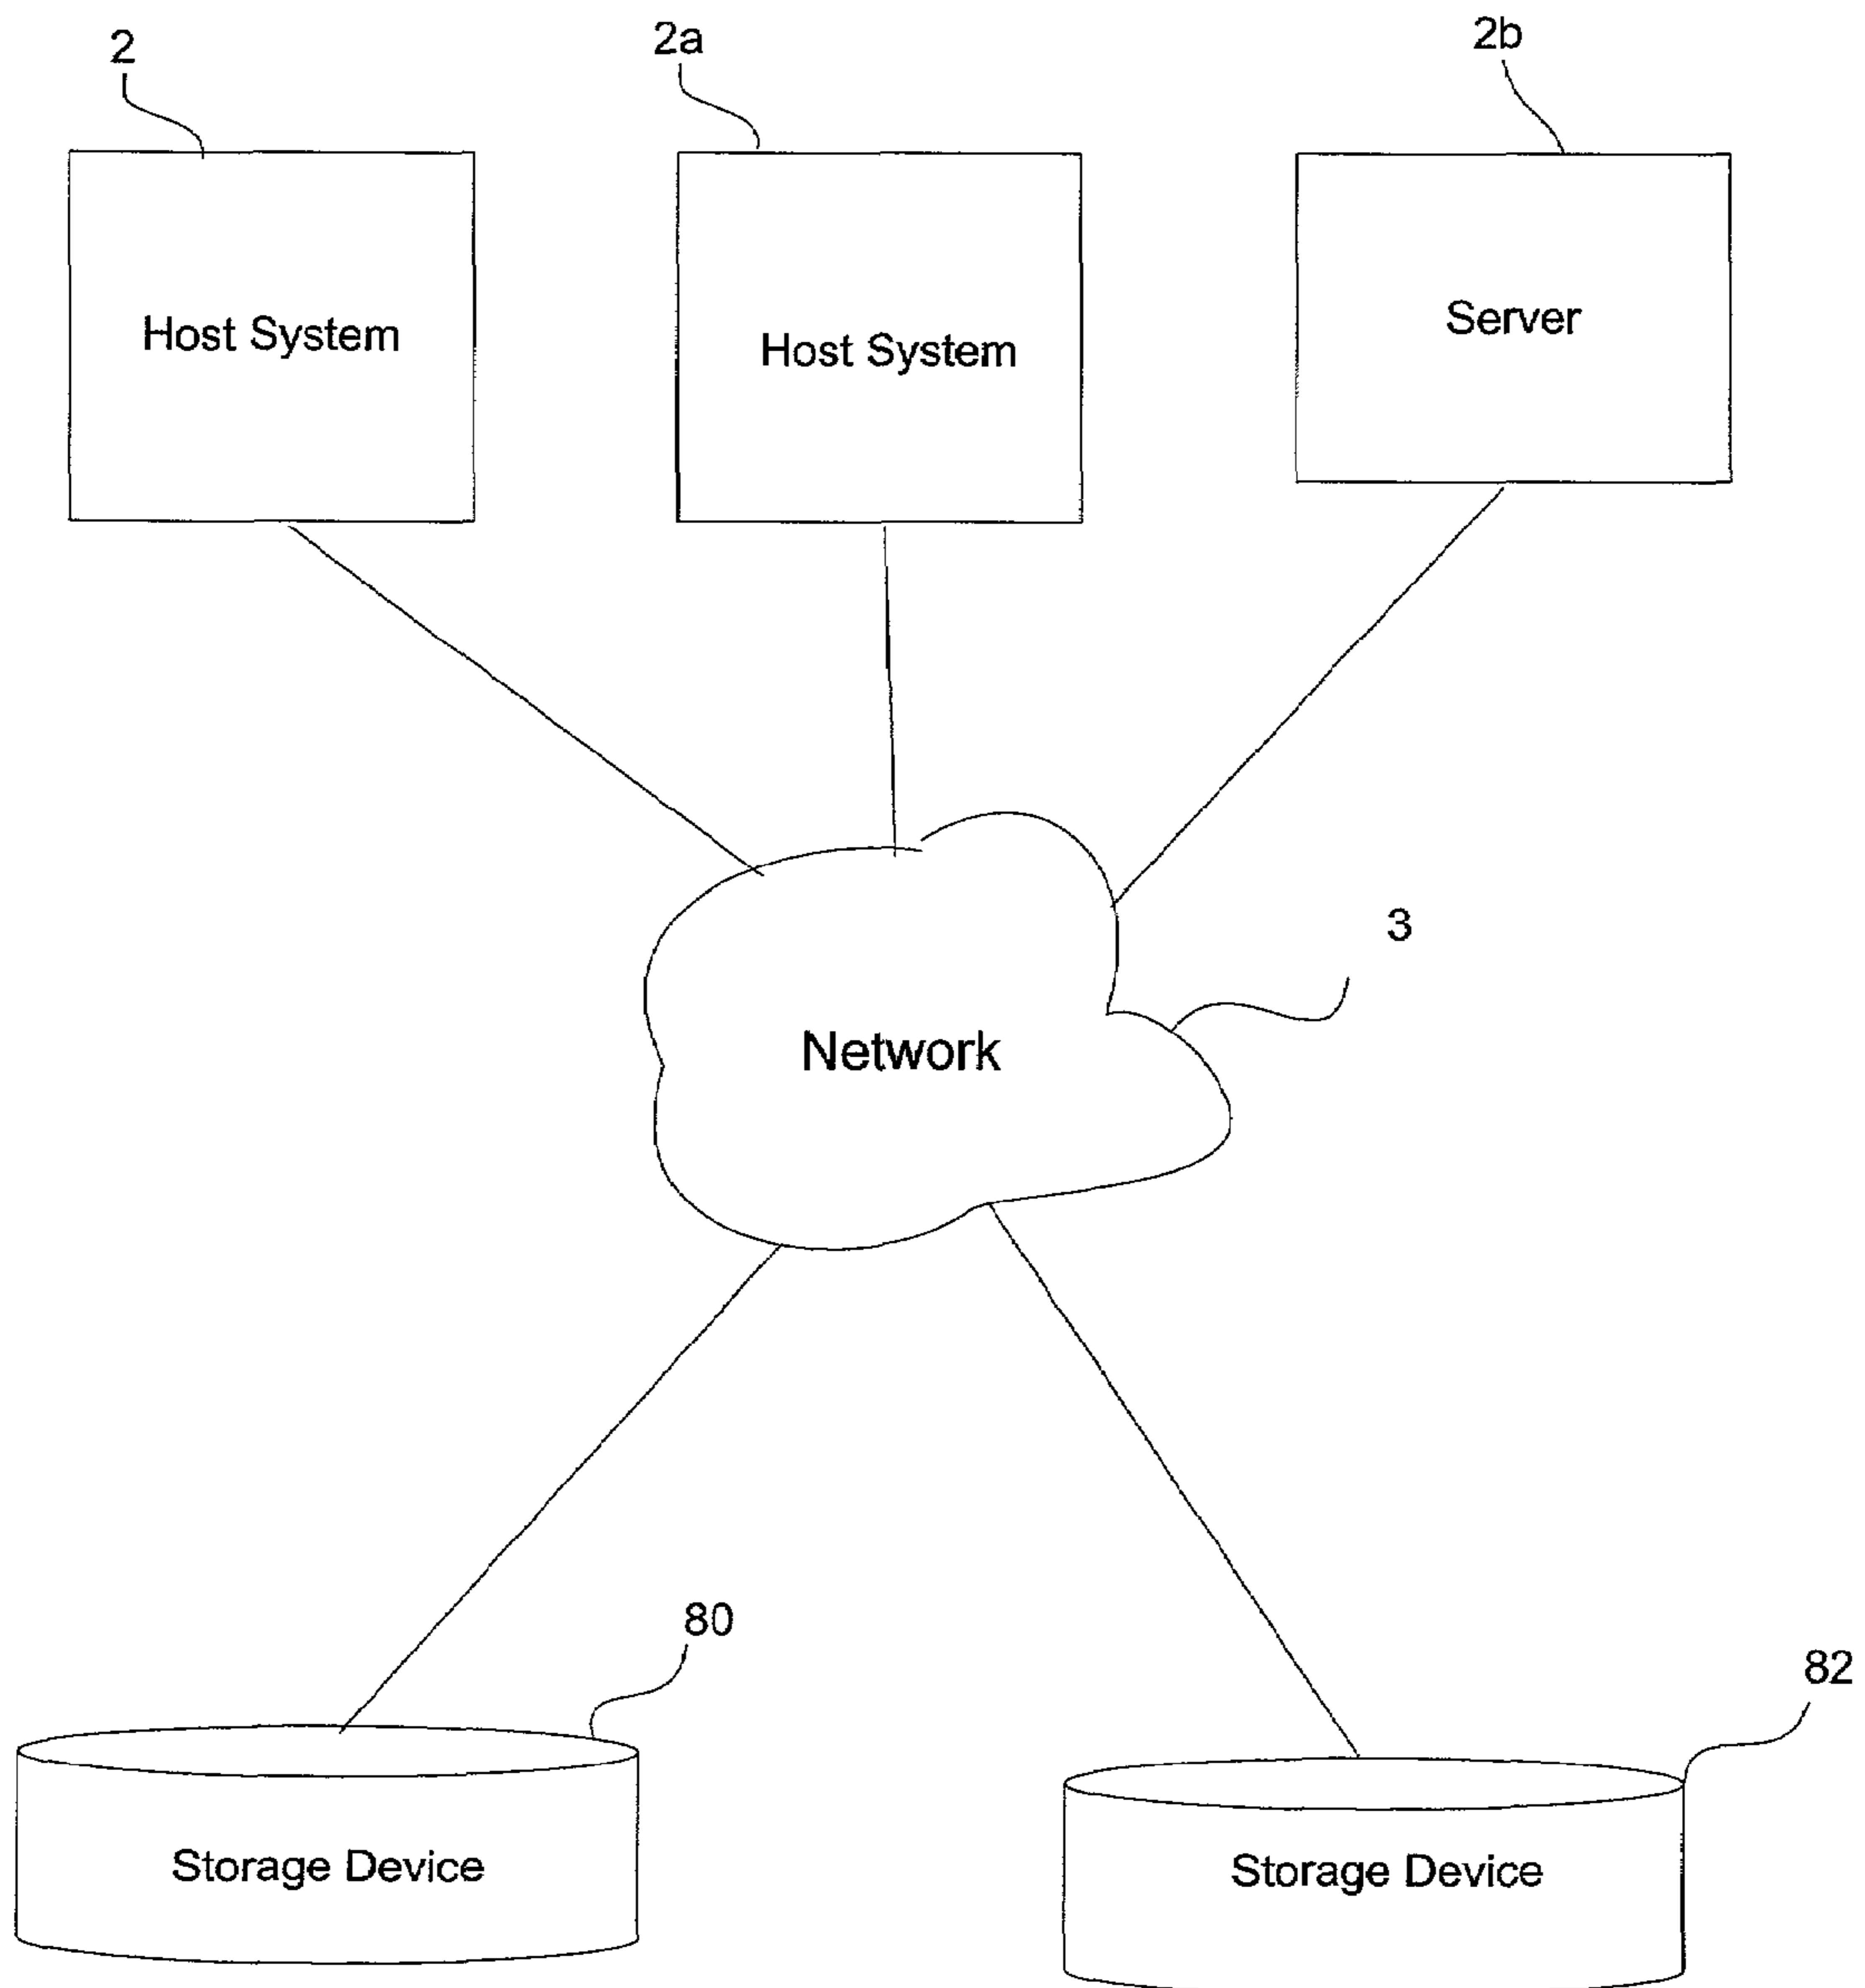 2
2a
2b
Host System
Host System
Server
3
Network
80
82
Storage Device
Storage Device